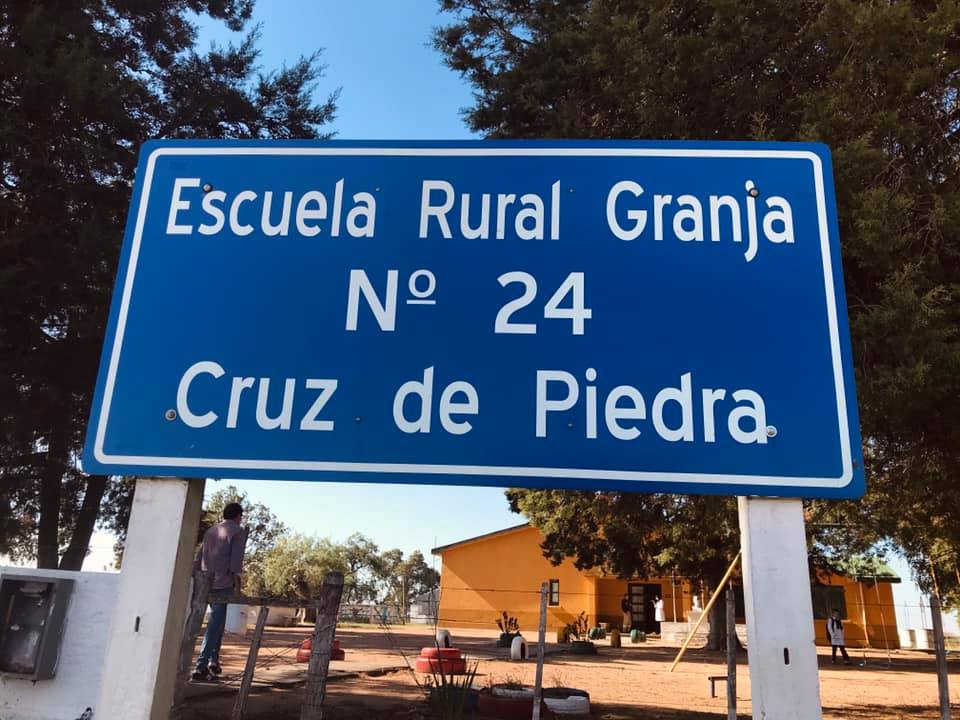 Escuela Rural Granja
Nº 24
Cruz de Piedra